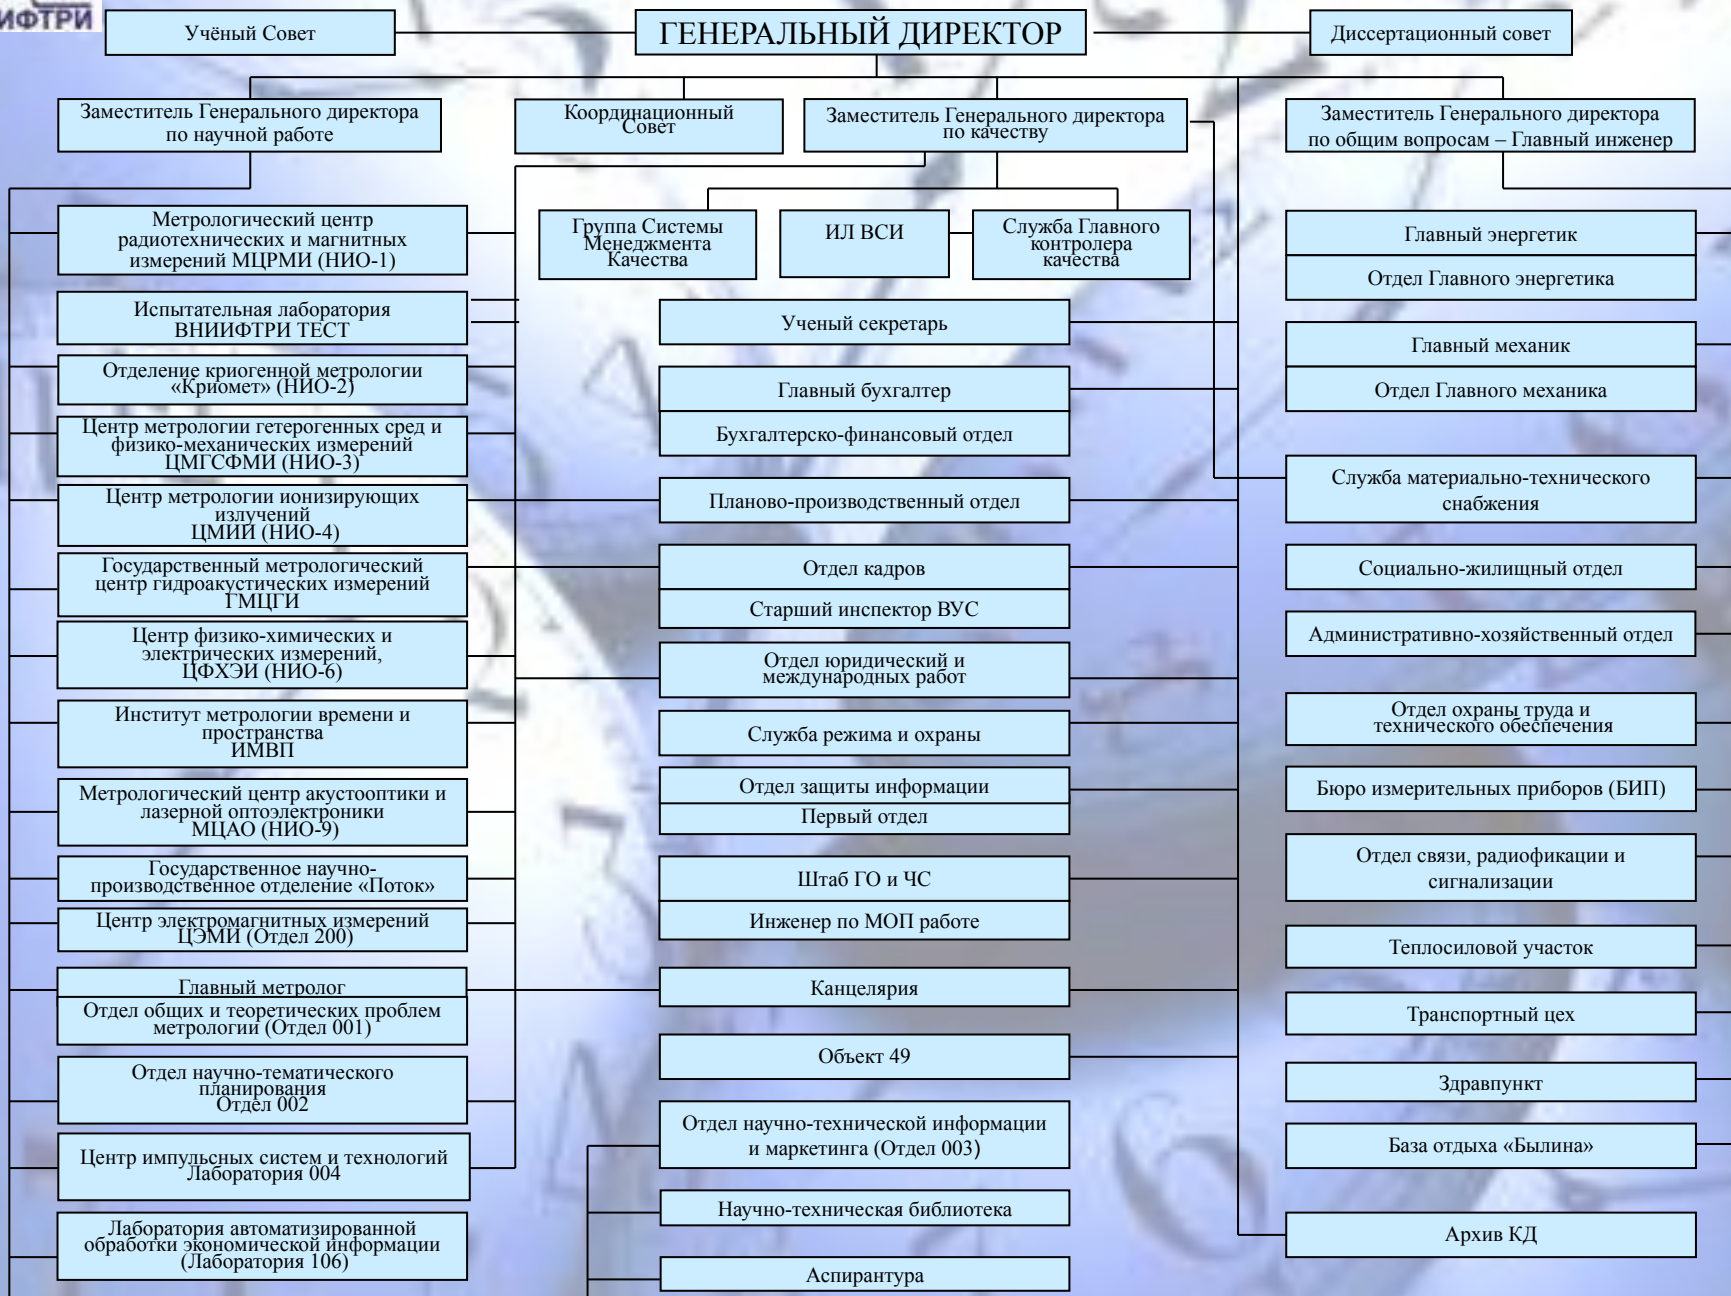 ИФТРИ
Учёный Совет
ГЕНЕРАЛЬНЫЙ ДИРЕКТОР
Диссертационный совет
Заместитель Генерального директора
по научной работе
Координационный
Совет
Заместитель Генерального директора
по качеству
Заместитель Генерального директора
по общим вопросам – Главный инженер
Метрологический центр
радиотехнических и магнитных
измерений МЦРМИ (НИО-1)
Испытательная лаборатория
ВНИИФТРИ ТЕСТ
Отделение криогенной метрологии
«Криомет» (НИО-2)
Центр метрологии гетерогенных сред и
физико-механических измерений
ЦМГСФМИ (НИО-3)
Центр метрологии ионизирующих
излучений
ЦМИИ (НИО-4)
Государственный метрологический
центр гидроакустических измерений
ГМЦГИ
Центр физико-химических и
электрических измерений,
ЦФХЭИ (НИО-6)
Институт метрологии времени и
пространства
ИМВП
Метрологический центр акустооптики и
лазерной оптоэлектроники
МЦАО (НИО-9)
Государственное научно-
производственное отделение «Поток»
Центр электромагнитных измерений
ЦЭМИ (Отдел 200)
Главный метролог
Отдел общих и теоретических проблем
метрологии (Отдел 001)
Отдел научно-тематического
планирования
Отдел 002
Центр импульсных систем и технологий
Лаборатория 004
Лаборатория автоматизированной
обработки экономической информации
(Лаборатория 106)
Группа Системы
Менеджмента
Качества
ИЛ ВСИ
Служба Главного
контролера
качества
Ученый секретарь
Главный бухгалтер
Бухгалтерско-финансовый отдел
Планово-производственный отдел
Отдел кадров
Старший инспектор ВУС
Отдел юридический и
международных работ
Служба режима и охраны
Отдел защиты информации
Первый отдел
Штаб ГО и ЧС
Инженер по МОП работе
Канцелярия
Объект 49
Отдел научно-технической информации
и маркетинга (Отдел 003)
Научно-техническая библиотека
Аспирантура
Главный энергетик
Отдел Главного энергетика
Главный механик
Отдел Главного механика
Служба материально-технического
снабжения
Социально-жилищный отдел
Административно-хозяйственный отдел
Отдел охраны труда и
технического обеспечения
Бюро измерительных приборов (БИП)
Отдел связи, радиофикации и
сигнализации
Теплосиловой участок
Транспортный цех
Здравпункт
База отдыха «Былина»
Архив КД